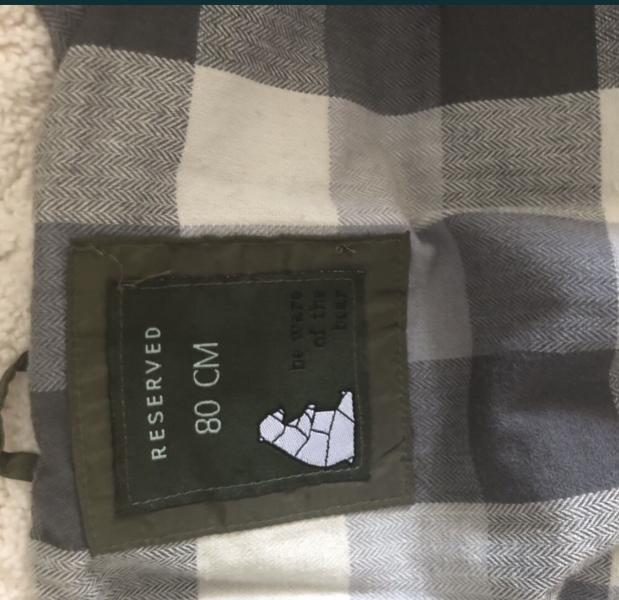 RESERVED
80 CM
be ware
of the
bear